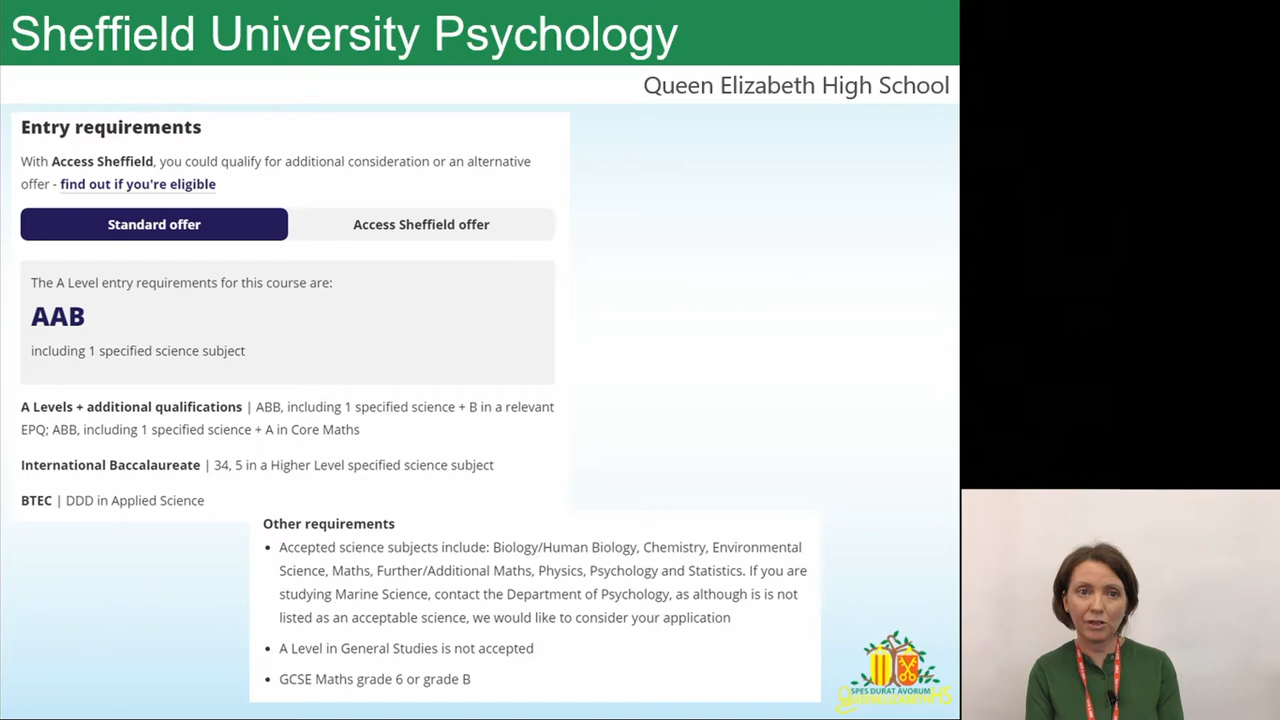 Sheffield University Psychology
Queen Elizabeth High School
Entry requirements
With Access Sheffield, you could qualify for additional consideration or an alternative
offer - find out if you're eligible
Standard offer
Access Sheffield offer
The A Level entry requirements for this course are:
AAB
including 1 specified science subject
A Levels + additional qualifications | ABB, including 1 specified science + B in a relevant
EPQ; ABB, including 1 specified science + A in Core Maths
International Baccalaureate | 34, 5 in a Higher Level specified science subject
BTEC | DDD in Applied Science
Other requirements
• Accepted science subjects include: Biology/Human Biology, Chemistry, Environmental
Science, Maths, Further/Additional Maths, Physics, Psychology and Statistics. If you are
studying Marine Science, contact the Department of Psychology, as although is is not
listed as an acceptable science, we would like to consider your application
• A Level in General Studies is not accepted
• GCSE Maths grade 6 or grade B
SPES DURAT AVORUM